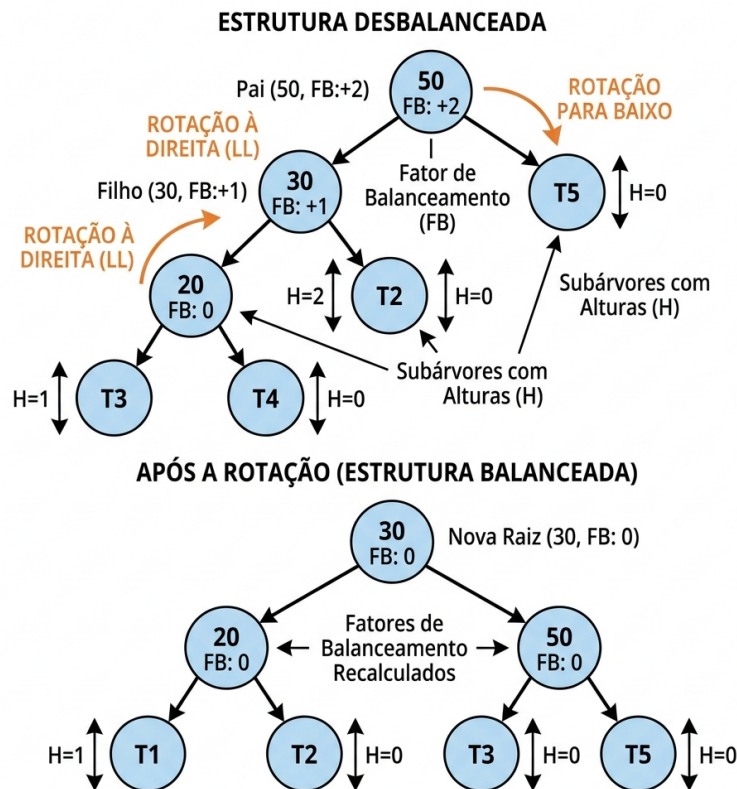 ESTRUTURA DESBALANCEADA
Pai (50, FB:+2)
50
FB: +2
ROTAÇÃO
PARA BAIXO
ROTAÇÃO À
DIREITA (LL)
Filho (30, FB:+1)
30
FB: +1
Fator de
Balanceamento
(FB)
T5
H=0
ROTAÇÃO À
DIREITA (LL)
20
FB: 0
H=2
T2
H=0
Subárvores com
Alturas (H)
H=1
T3
T4
H=0
Subárvores com
Alturas (H)
APÓS A ROTAÇÃO (ESTRUTURA BALANCEADA)
30
FB: 0
Nova Raiz (30, FB: 0)
20
FB: 0
Fatores de
Balanceamento
Recalculados
50
FB: 0
H=1
T1
T2
H=0
T3
H=0
T5
H=0